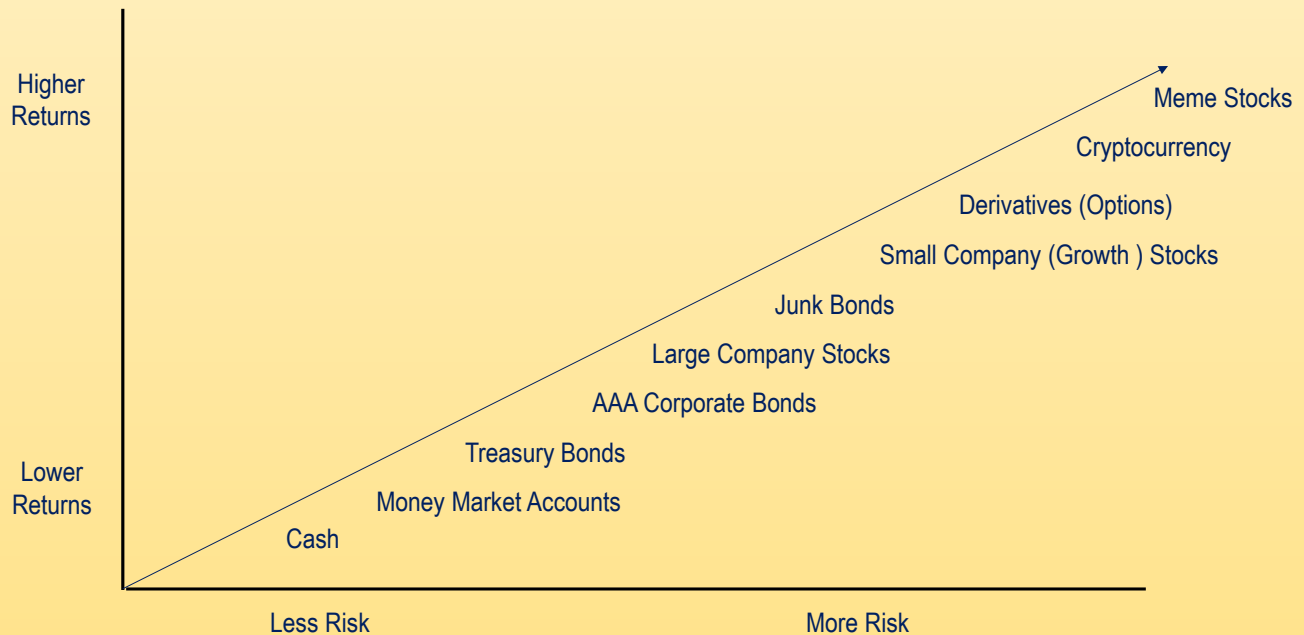 Higher
Returns
Meme Stocks
Cryptocurrency
Derivatives (Options)
Small Company (Growth ) Stocks
Junk Bonds
Large Company Stocks
AAA Corporate Bonds
Treasury Bonds
Lower
Returns
Money Market Accounts
Cash
Less Risk
More Risk